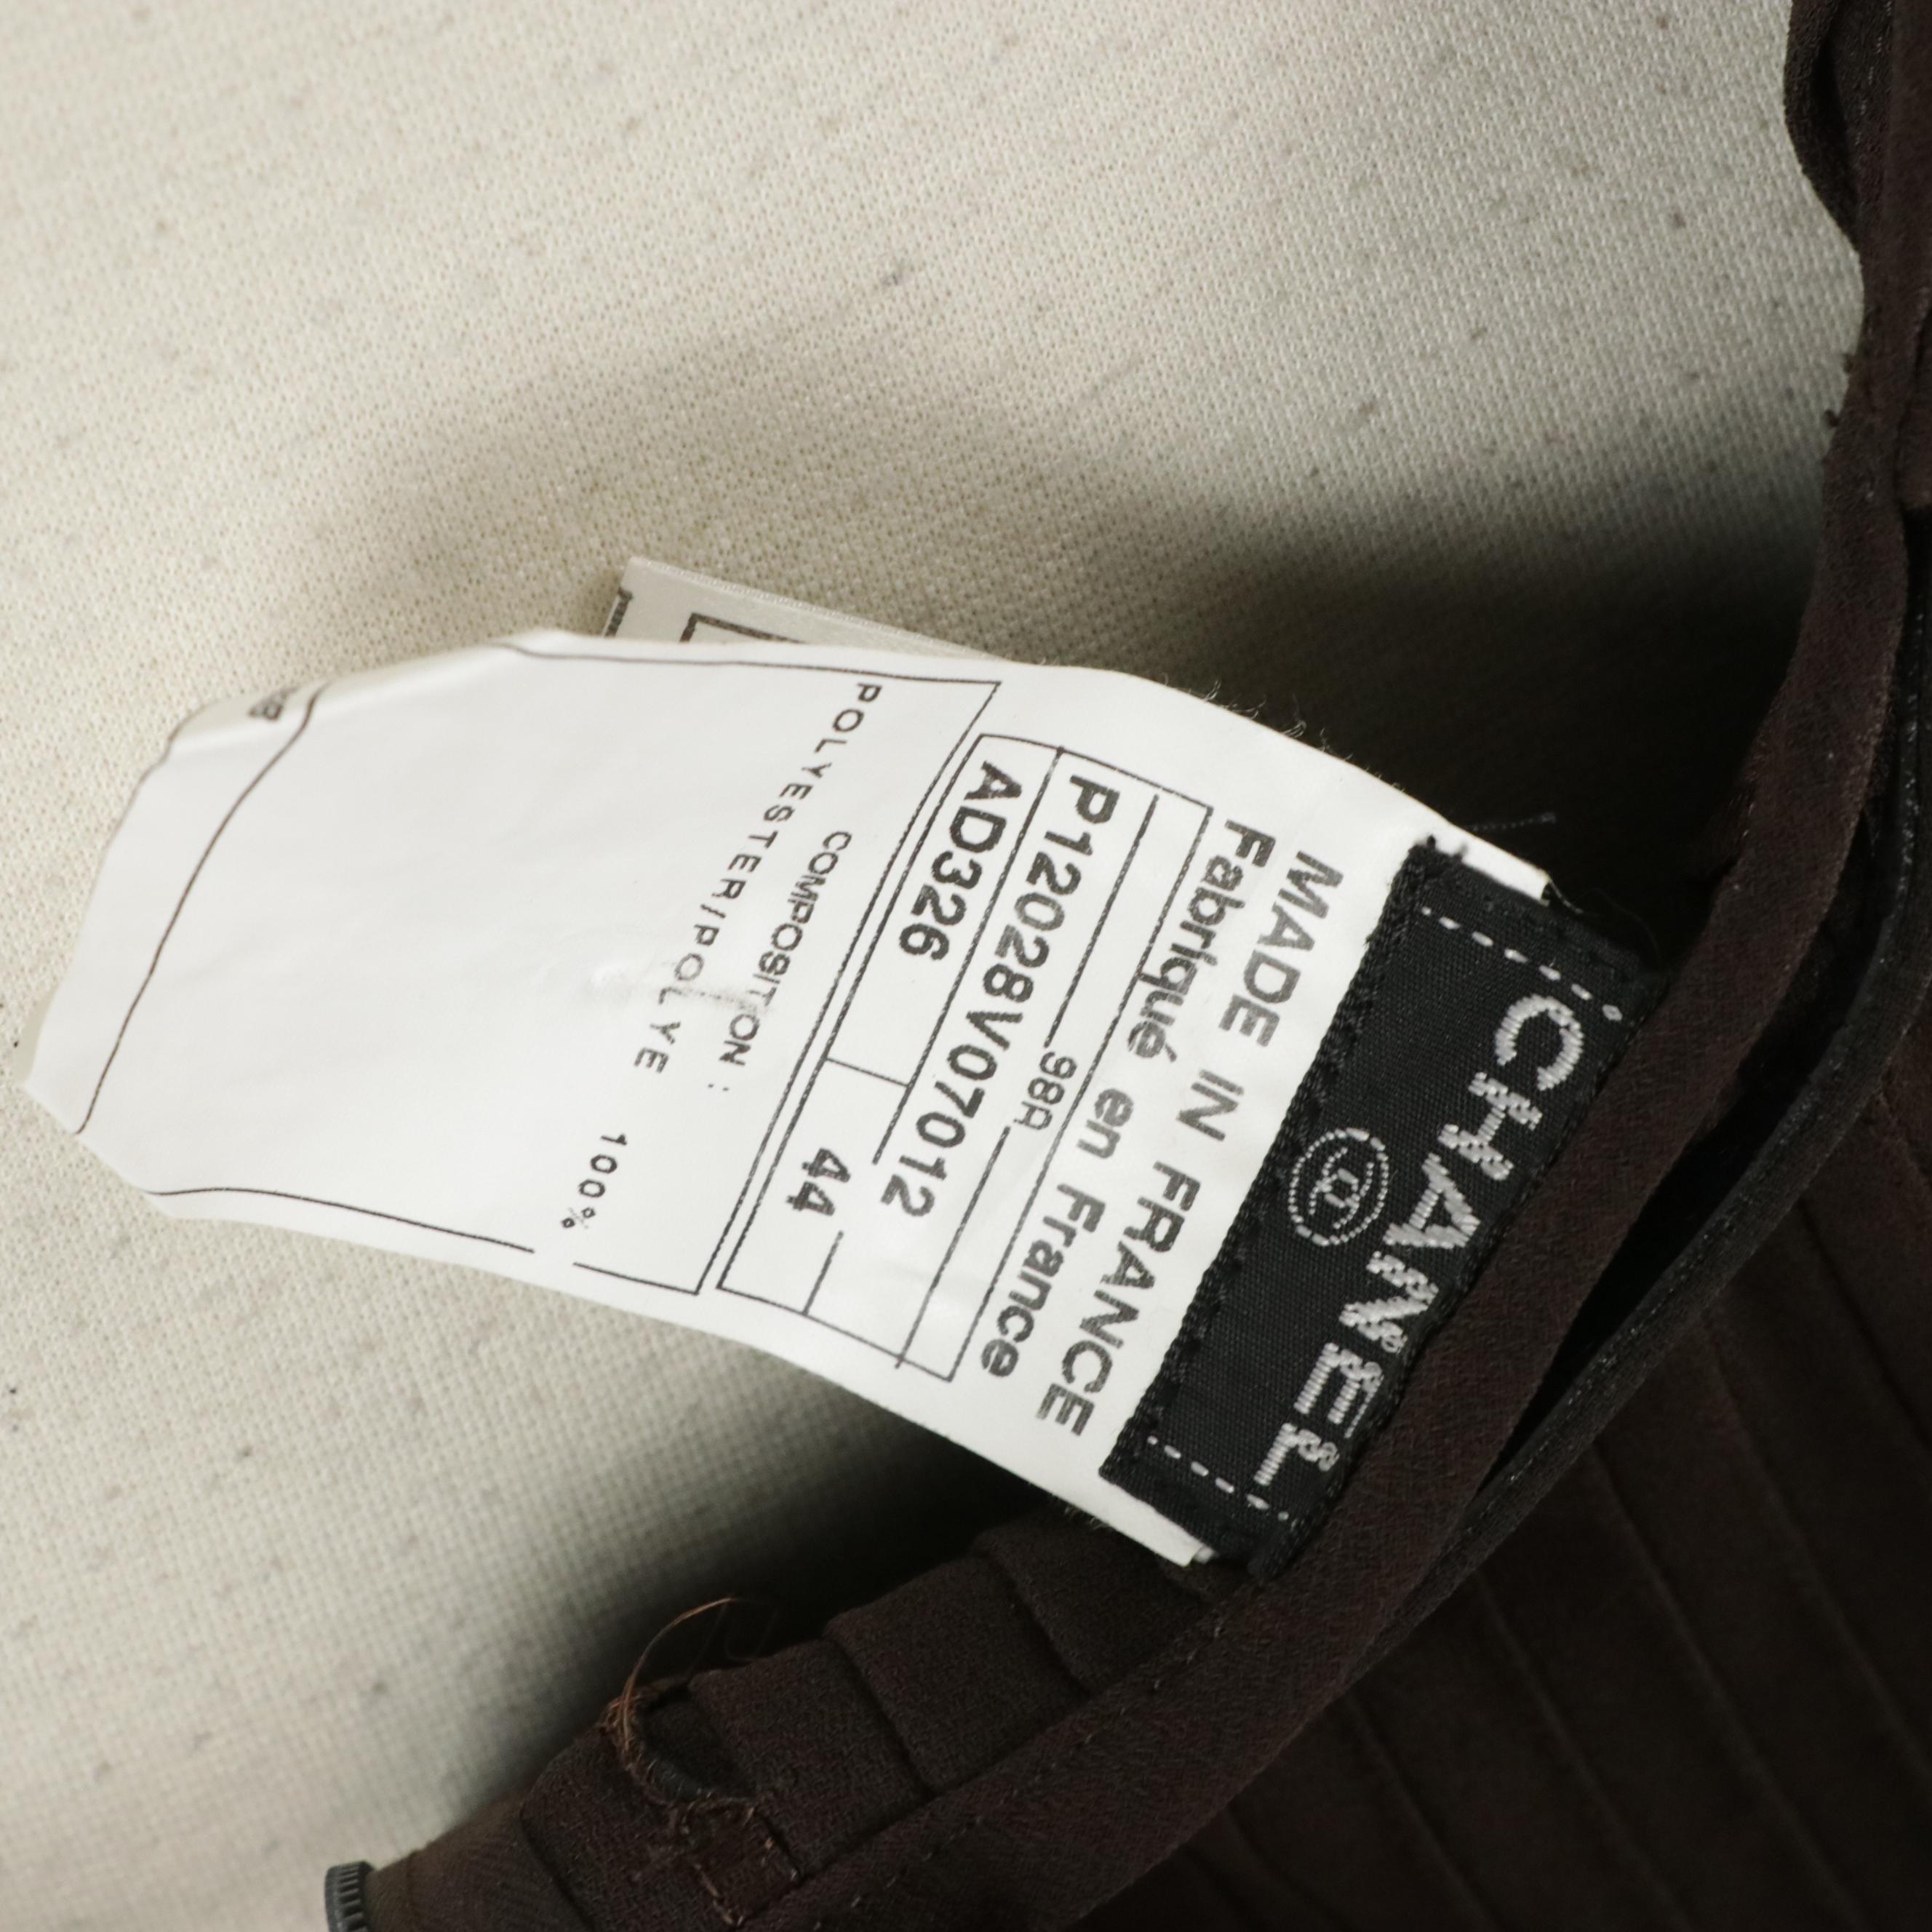 CHANEL
®
MADE IN FRANCE
Fabriqué en France
98A
P12028V07012
AD326 44
COMPOSITION :
POLYESTER/POLYE 100%